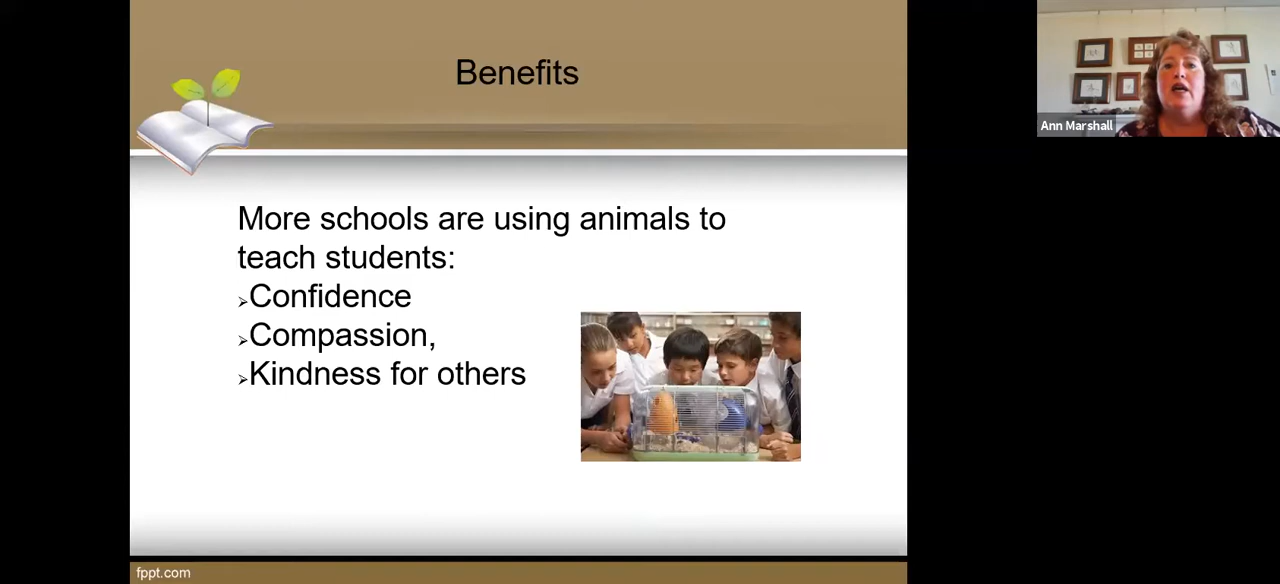 Benefits
More schools are using animals to
teach students:
➢Confidence
➢Compassion,
➢Kindness for others
fppt.com
Ann Marshall